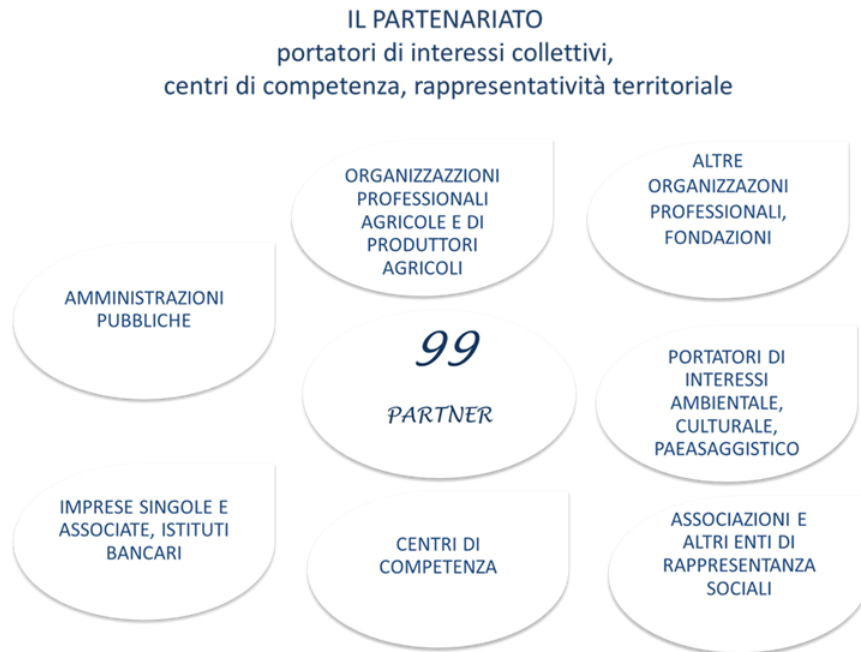 IL PARTENARIATO
portatori di interessi collettivi,
centri di competenza, rappresentatività territoriale
ORGANIZZAZZIONI
PROFESSIONALI
AGRICOLE E DI
PRODUTTORI
AGRICOLI
ALTRE
ORGANIZZAZONI
PROFESSIONALI,
FONDAZIONI
AMMINISTRAZIONI
PUBBLICHE
99
PARTNER
PORTATORI DI
INTERESSI
AMBIENTALE,
CULTURALE,
PAEASAGGISTICO
IMPRESE SINGOLE E
ASSOCIATE, ISTITUTI
BANCARI
CENTRI DI
COMPETENZA
ASSOCIAZIONI E
ALTRI ENTI DI
RAPPRESENTANZA
SOCIALI